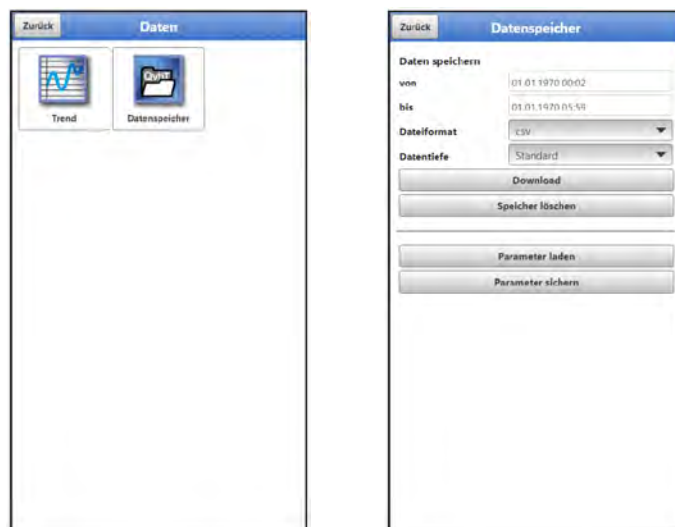 Zurück
Daten
Trend
Datenspeicher
Zurück
Datenspeicher
Daten speichern
von 01.01.1970 00:02
bis 01.01.1970 05:59
Dateiformat csv
Datentiefe Standard
Download
Speicher löschen
Parameter laden
Parameter sichern